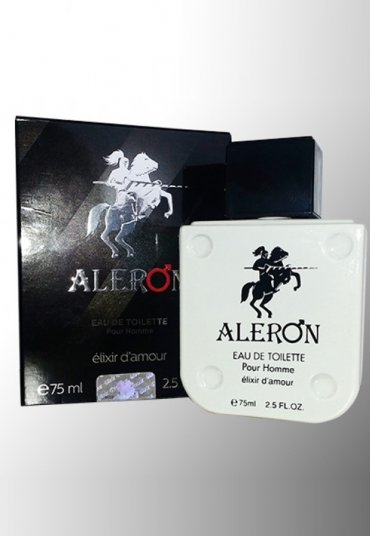 ALERON
EAU DE TOILETTE
Pour Homme
élixir d'amour
℮75 ml
2.5
ALERON
EAU DE TOILETTE
Pour Homme
élixir d'amour
℮75ml 2.5 FL.OZ.